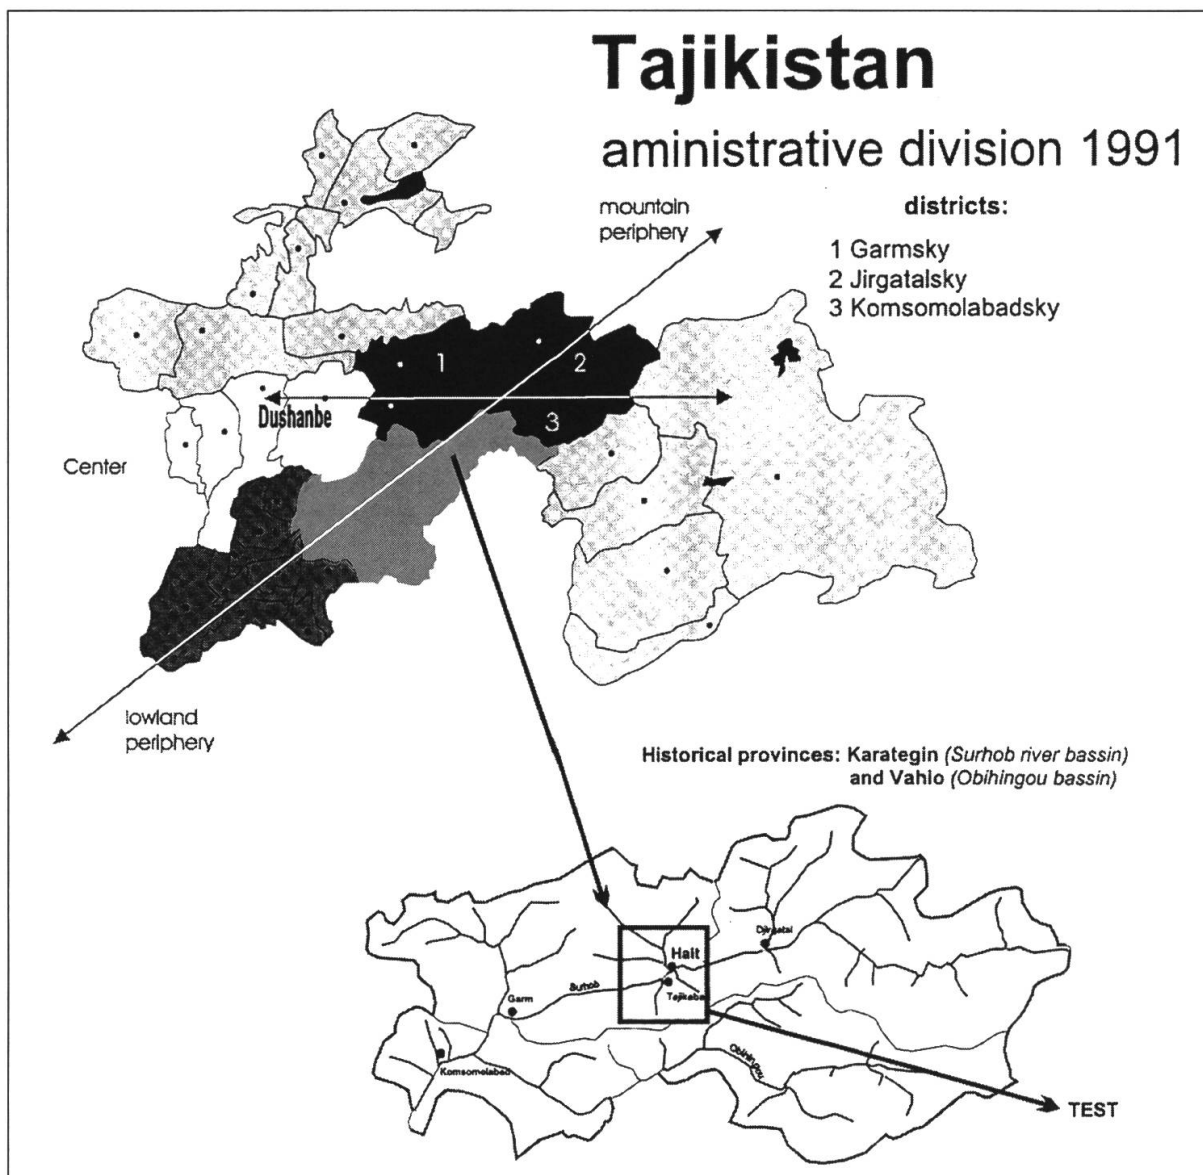 Tajikistan
aministrative division 1991
mountain
periphery
districts:
1 Garmsky
2 Jirgatalsky
3 Komsomolabadsky
1
2
3
Dushanbe
Center
lowland
periphery
Historical provinces: Karategin (Surhob river bassin)
and Vahio (Obihingou bassin)
Djirgatal
Hait
Surhob
Tajikaba
Garm
Obihingou
Komsomolabad
TEST